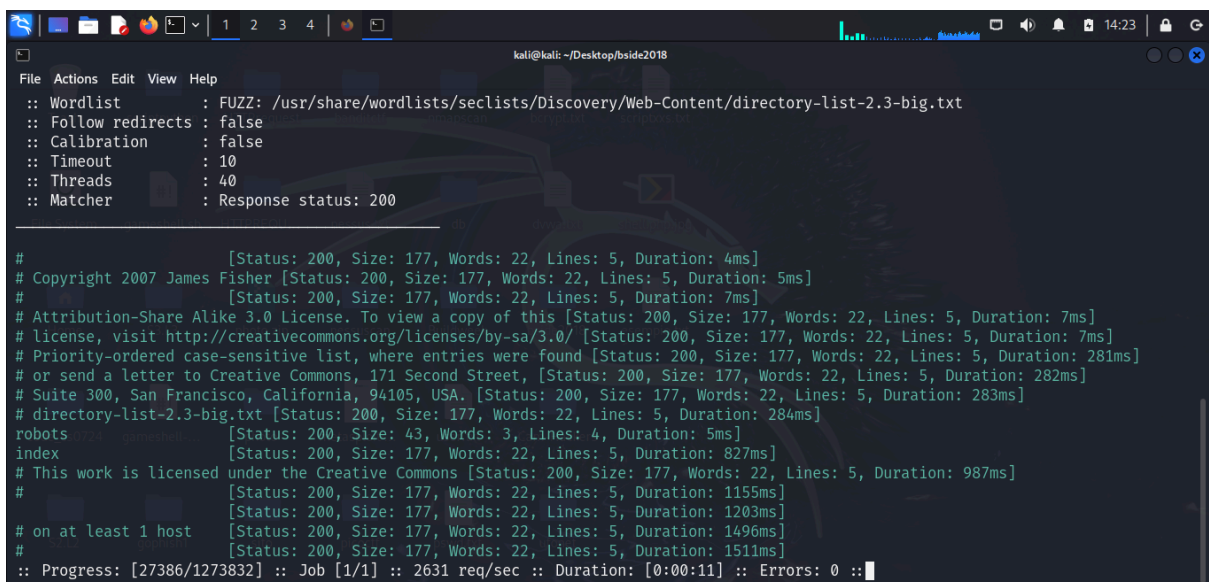 1 2 3 4 14:23
kali@kali: ~/Desktop/bside2018
File Actions Edit View Help
:: Wordlist : FUZZ: /usr/share/wordlists/seclists/Discovery/Web-Content/directory-list-2.3-big.txt
:: Follow redirects : false
:: Calibration : false
:: Timeout : 10
:: Threads : 40
:: Matcher : Response status: 200
________________________________________________
# [Status: 200, Size: 177, Words: 22, Lines: 5, Duration: 4ms]
# Copyright 2007 James Fisher [Status: 200, Size: 177, Words: 22, Lines: 5, Duration: 5ms]
# [Status: 200, Size: 177, Words: 22, Lines: 5, Duration: 7ms]
# Attribution-Share Alike 3.0 License. To view a copy of this [Status: 200, Size: 177, Words: 22, Lines: 5, Duration: 7ms]
# license, visit http://creativecommons.org/licenses/by-sa/3.0/ [Status: 200, Size: 177, Words: 22, Lines: 5, Duration: 7ms]
# Priority-ordered case-sensitive list, where entries were found [Status: 200, Size: 177, Words: 22, Lines: 5, Duration: 281ms]
# or send a letter to Creative Commons, 171 Second Street, [Status: 200, Size: 177, Words: 22, Lines: 5, Duration: 282ms]
# Suite 300, San Francisco, California, 94105, USA. [Status: 200, Size: 177, Words: 22, Lines: 5, Duration: 283ms]
# directory-list-2.3-big.txt [Status: 200, Size: 177, Words: 22, Lines: 5, Duration: 284ms]
robots [Status: 200, Size: 43, Words: 3, Lines: 4, Duration: 5ms]
index [Status: 200, Size: 177, Words: 22, Lines: 5, Duration: 827ms]
# This work is licensed under the Creative Commons [Status: 200, Size: 177, Words: 22, Lines: 5, Duration: 987ms]
# [Status: 200, Size: 177, Words: 22, Lines: 5, Duration: 1155ms]
[Status: 200, Size: 177, Words: 22, Lines: 5, Duration: 1203ms]
# on at least 1 host [Status: 200, Size: 177, Words: 22, Lines: 5, Duration: 1496ms]
# [Status: 200, Size: 177, Words: 22, Lines: 5, Duration: 1511ms]
:: Progress: [27386/1273832] :: Job [1/1] :: 2631 req/sec :: Duration: [0:00:11] :: Errors: 0 ::